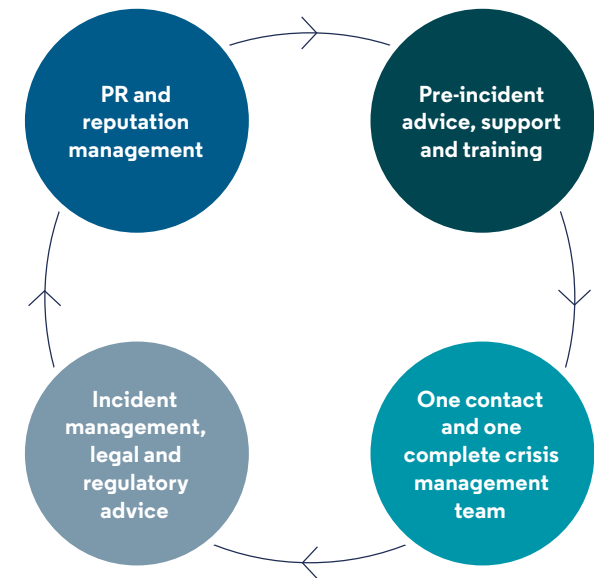 PR and
reputation
management
Pre-incident
advice, support
and training
Incident
management,
legal and
regulatory
advice
One contact
and one
complete crisis
management
team